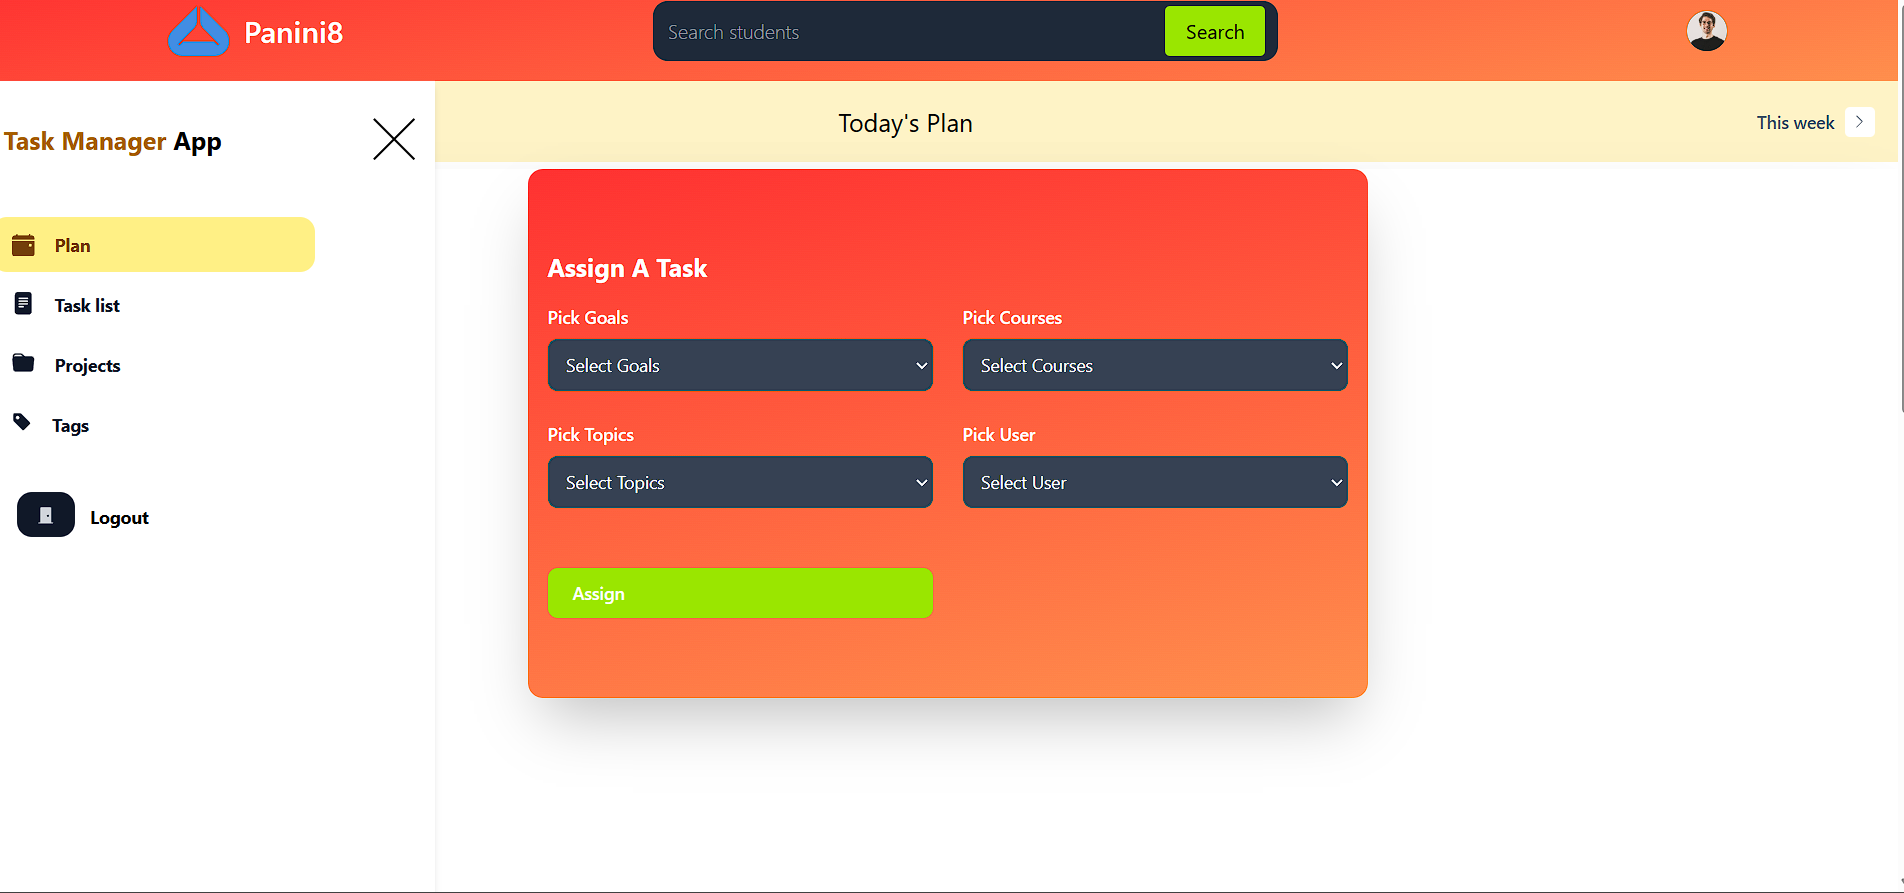 Panini8
Search students
Search
Task Manager App
Today's Plan
This week
Plan
Task list
Projects
Tags
Logout
Assign A Task
Pick Goals
Pick Courses
Select Goals
Select Courses
Pick Topics
Pick User
Select Topics
Select User
Assign